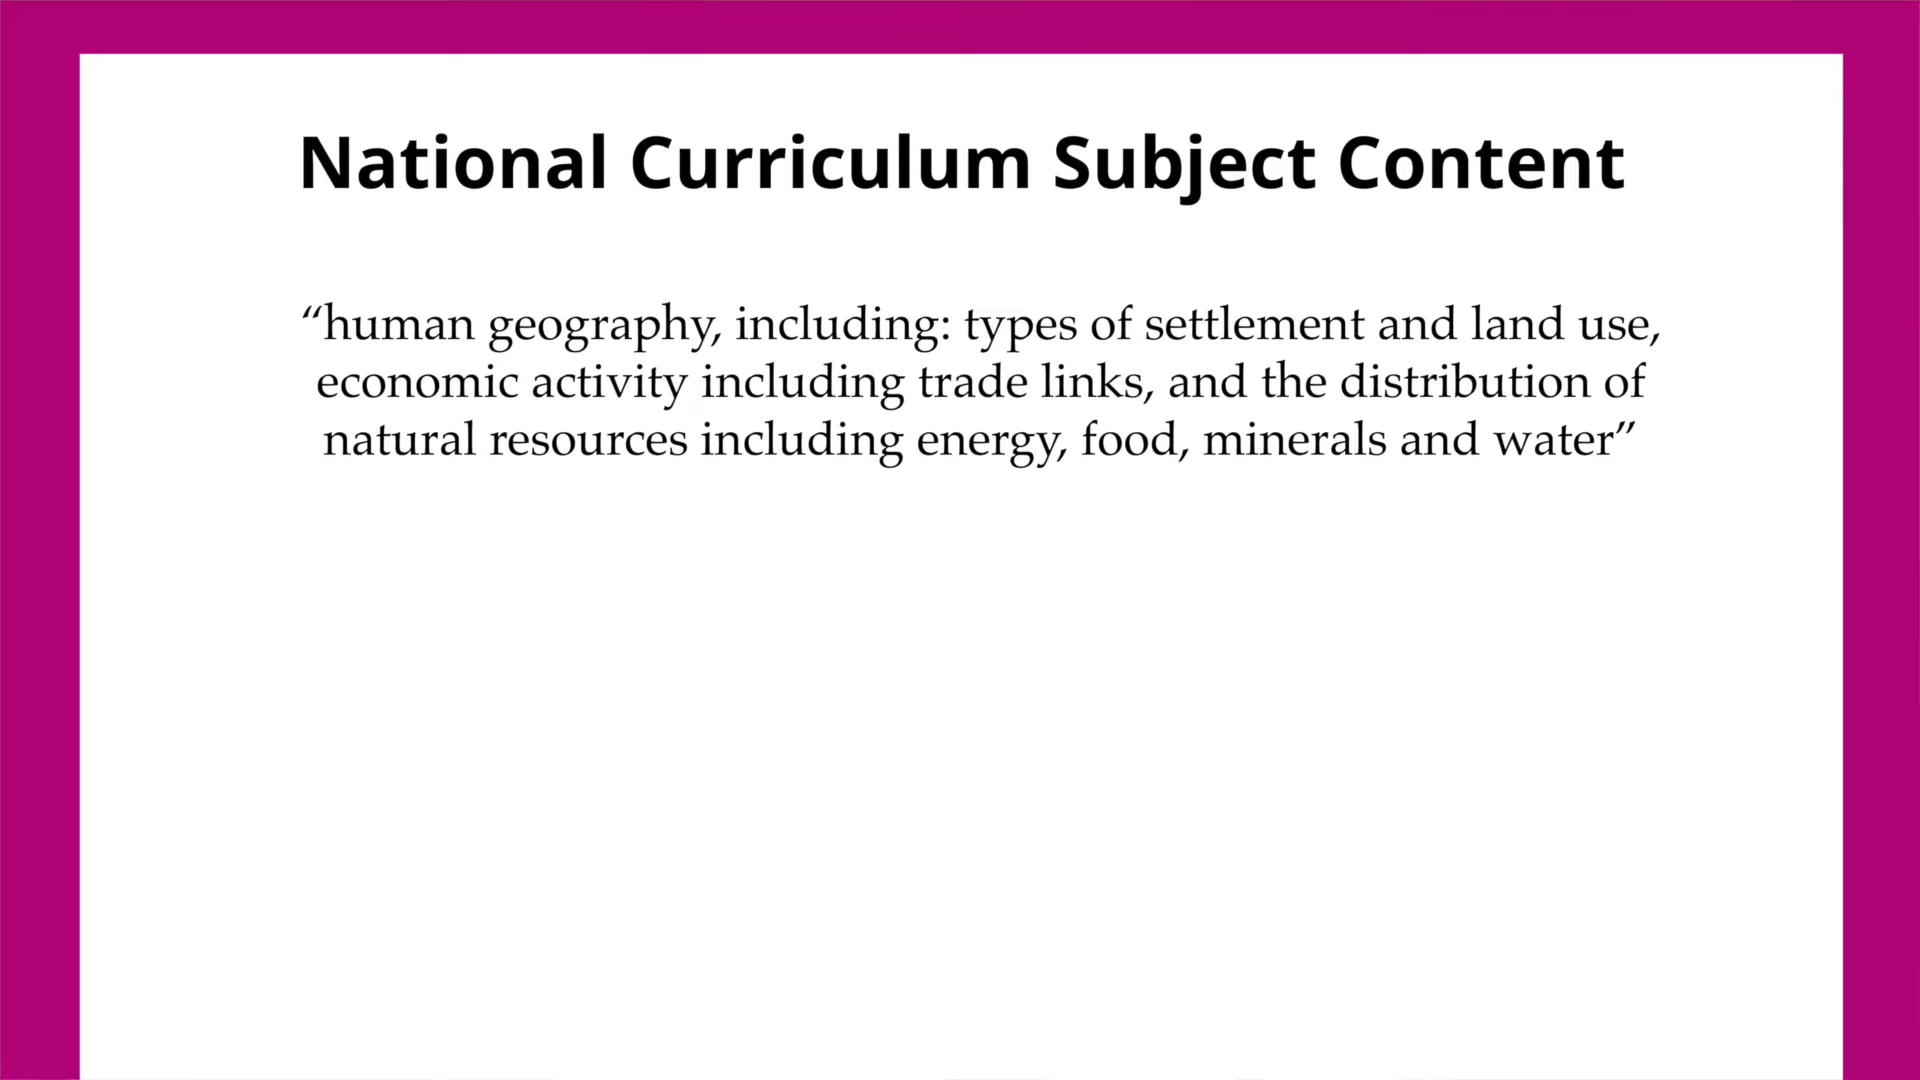 National Curriculum Subject Content
“human geography, including: types of settlement and land use,
economic activity including trade links, and the distribution of
natural resources including energy, food, minerals and water”